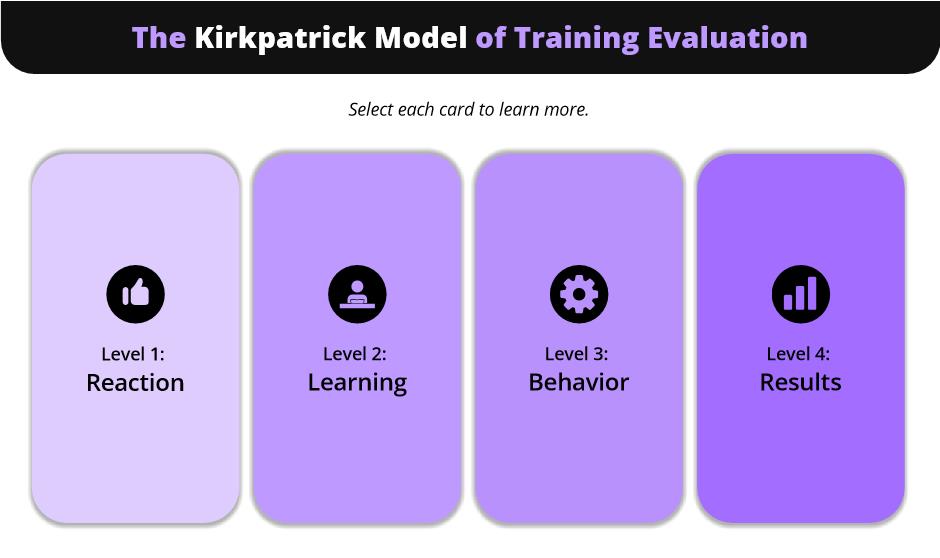 The Kirkpatrick Model of Training Evaluation
Select each card to learn more.
Level 1:
Reaction
Level 2:
Learning
Level 3:
Behavior
Level 4:
Results